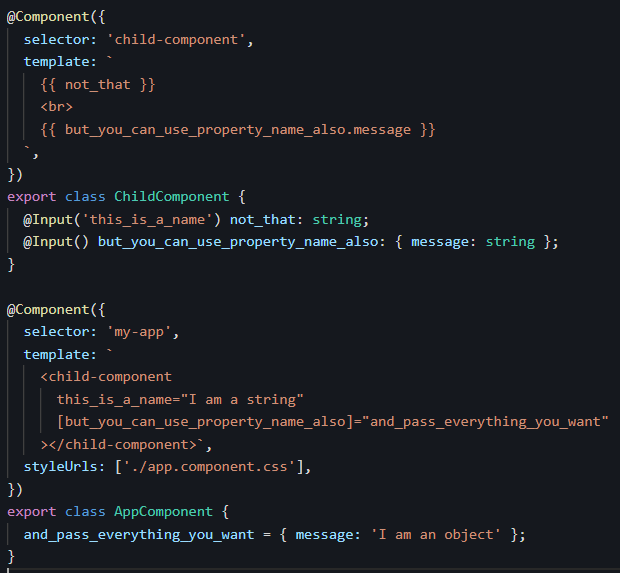 @Component({
  selector: 'child-component',
  template: `
    {{ not_that }}
    <br>
    {{ but_you_can_use_property_name_also.message }}
  `,
})
export class ChildComponent {
  @Input('this_is_a_name') not_that: string;
  @Input() but_you_can_use_property_name_also: { message: string };
}

@Component({
  selector: 'my-app',
  template: `
    <child-component
      this_is_a_name="I am a string"
      [but_you_can_use_property_name_also]="and_pass_everything_you_want"
    ></child-component>`,
  styleUrls: ['./app.component.css'],
})
export class AppComponent {
  and_pass_everything_you_want = { message: 'I am an object' };
}